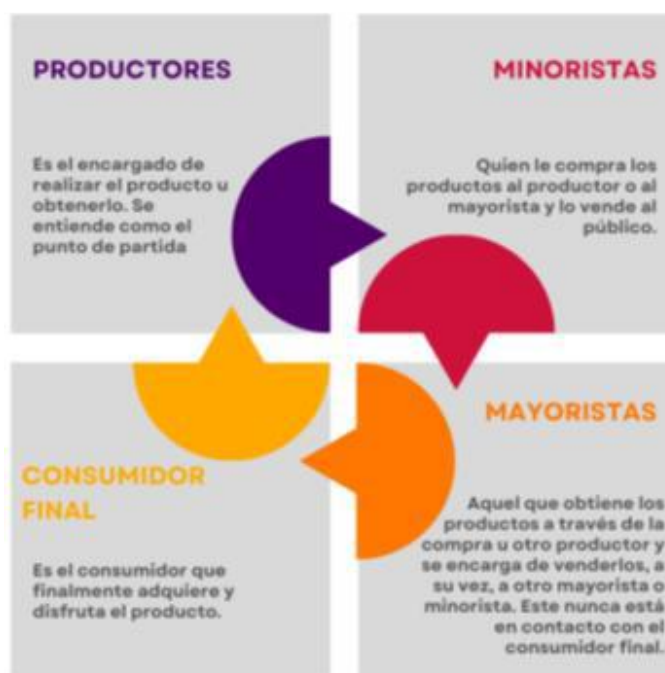 PRODUCTORES
Es el encargado de
realizar el producto u
obtenerlo. Se
entiende como el
punto de partida
MINORISTAS
Quien le compra los
productos al productor o al
mayorista y lo vende al
público.
CONSUMIDOR
FINAL
Es el consumidor que
finalmente adquiere y
disfruta el producto.
MAYORISTAS
Aquel que obtiene los
productos a través de la
compra u otro productor y
se encarga de venderlos, a
su vez, a otro mayorista o
minorista. Este nunca está
en contacto con el
consumidor final.